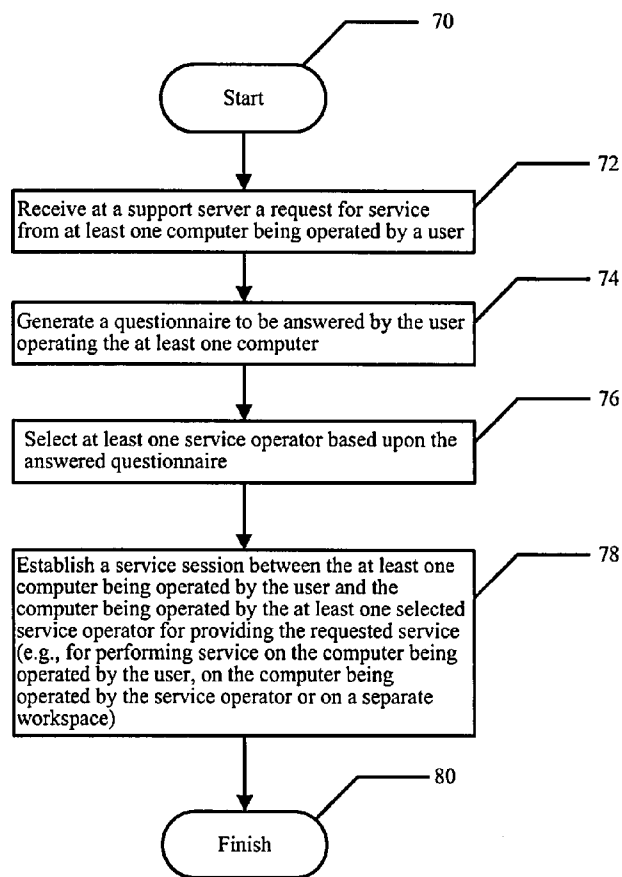 70
Start
72
Receive at a support server a request for service
from at least one computer being operated by a user
74
Generate a questionnaire to be answered by the user
operating the at least one computer
76
Select at least one service operator based upon the
answered questionnaire
78
Establish a service session between the at least one
computer being operated by the user and the
computer being operated by the at least one selected
service operator for providing the requested service
(e.g., for performing service on the computer being
operated by the user, on the computer being
operated by the service operator or on a separate
workspace)
80
Finish